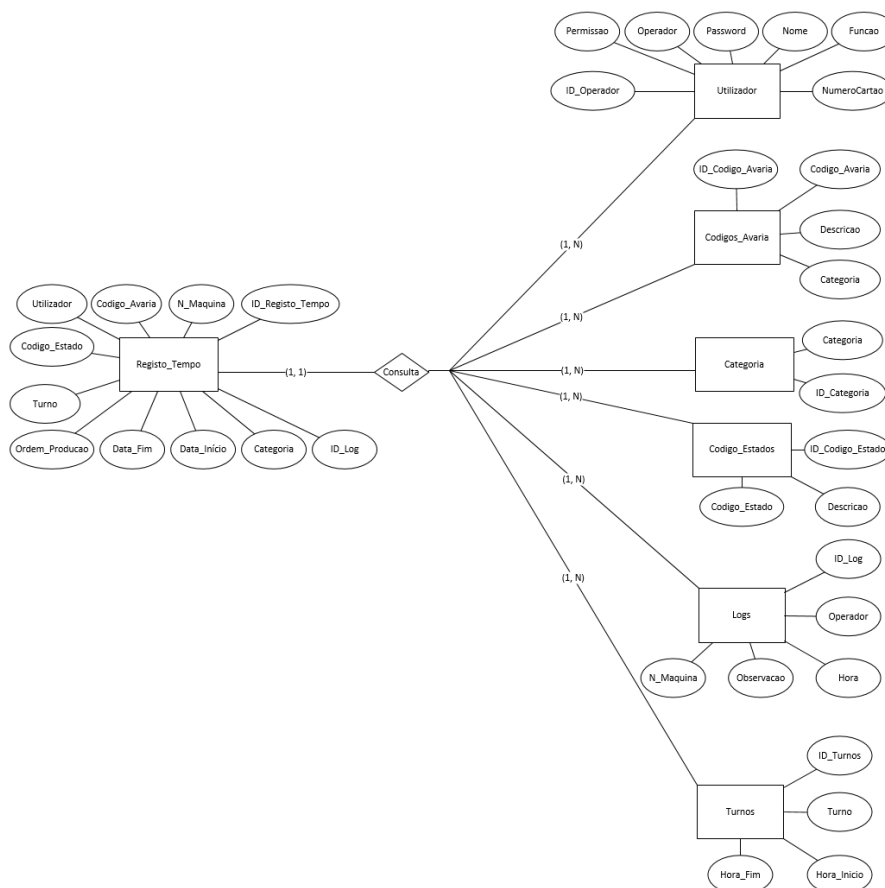 Permissao
Operador
Password
Nome
Funcao
ID_Operador
Utilizador
NumeroCartao
ID_Codigo_Avaria
Codigo_Avaria
Codigos_Avaria
Descricao
Categoria
(1, N)
(1, N)
Utilizador
Codigo_Avaria
N_Maquina
ID_Registo_Tempo
Codigo_Estado
Registo_Tempo
(1, 1)
Consulta
(1, N)
Categoria
Categoria
ID_Categoria
(1, N)
Turno
Ordem_Producao
Data_Fim
Data_Início
Categoria
ID_Log
Codigo_Estados
ID_Codigo_Estado
Codigo_Estado
Descricao
(1, N)
ID_Log
Logs
Operador
N_Maquina
Observacao
Hora
(1, N)
ID_Turnos
Turnos
Turno
Hora_Fim
Hora_Inicio